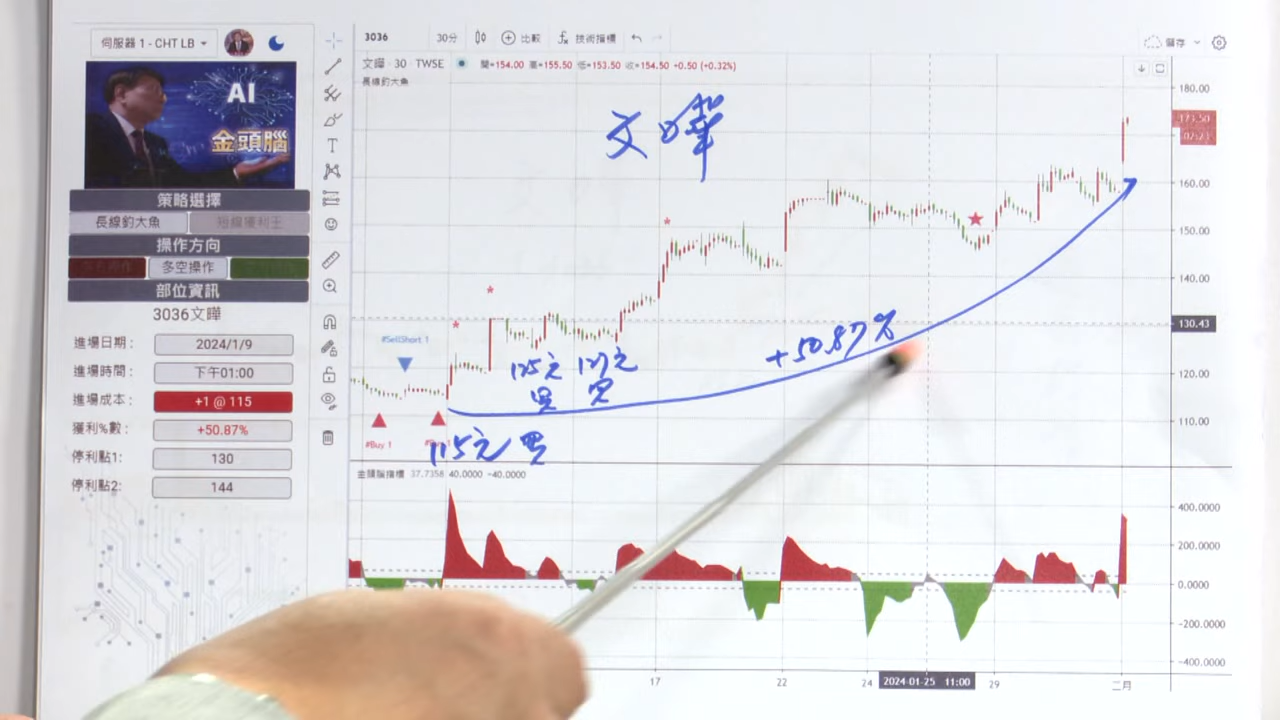 伺服器 1 - CHT LB
AI
金頭腦
策略選擇
長線釣大魚 短線獲利王
操作方向
多空操作
部位資訊
3036文曄
進場日期: 2024/1/9
進場時間: 下午01:00
進場成本: +1 @ 115
獲利%數: +50.87%
停利點1: 130
停利點2: 144
3036 30分 比較 技術指標 儲存
文曄 · 30 TWSE 開=154.00 高=155.50 低=153.50 收=154.50 +0.50 (+0.32%)
長線釣大魚
文曄
180.00
173.50
160.00
150.00
140.00
130.43
120.00
110.00
#SellShort 1
#Buy 1
+50.87%
125元 127元
買 買
115元 買
金頭腦指標 37.7358 40.0000 -40.0000
400.0000
200.0000
0.0000
-200.0000
-400.0000
17 22 24 2024-01-25 11:00 29 二月